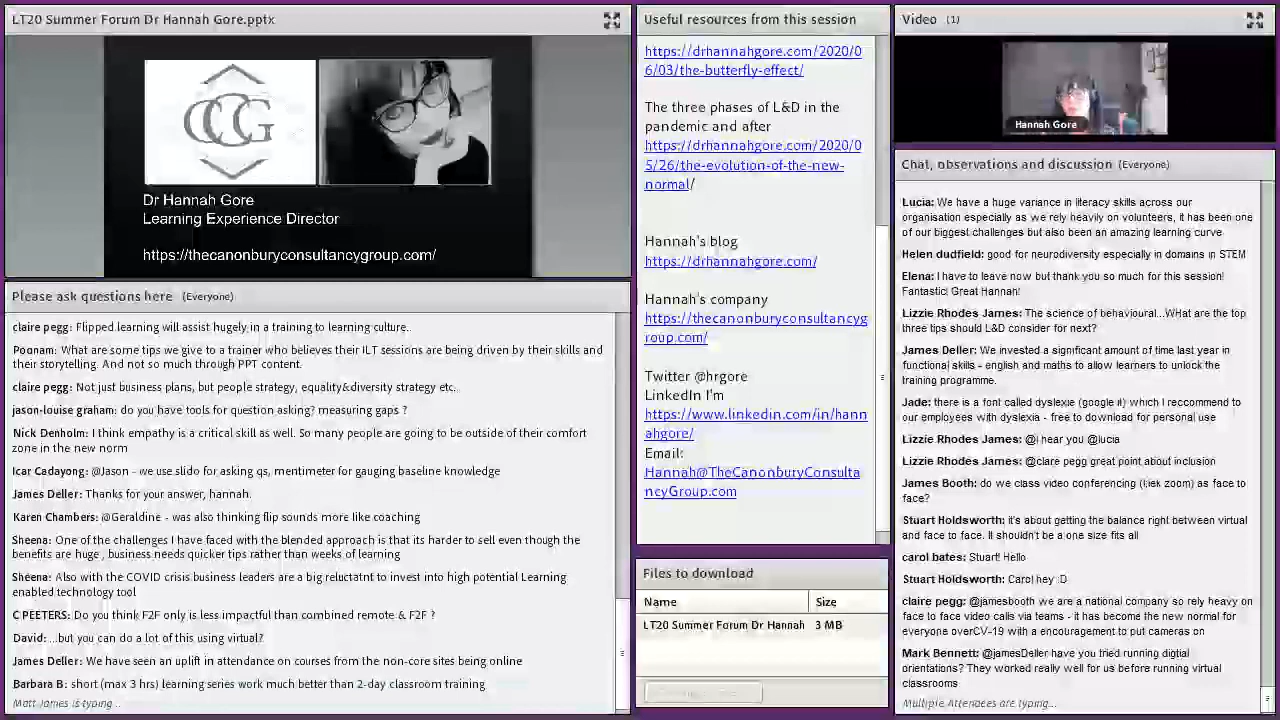 LT20 Summer Forum Dr Hannah Gore.pptx
CCG
Dr Hannah Gore
Learning Experience Director
https://thecanonburyconsultancygroup.com/
Please ask questions here (Everyone)
claire pegg: Flipped learning will assist hugely in a training to learning culture..
Poonam: What are some tips we give to a trainer who believes their ILT sessions are being driven by their skills and
their storytelling. And not so much through PPT content.
claire pegg: Not just business plans, but people strategy, equality&diversity strategy etc..
jason-louise graham: do you have tools for question asking? measuring gaps ?
Nick Denholm: I think empathy is a critical skill as well. So many people are going to be outside of their comfort
zone in the new norm
Icar Cadayong: @Jason - we use slido for asking qs, mentimeter for gauging baseline knowledge
James Deller: Thanks for your answer, hannah.
Karen Chambers: @Geraldine - was also thinking flip sounds more like coaching
Sheena: One of the challenges I have faced with the blended approach is that its harder to sell even though the
benefits are huge , business needs quicker tips rather than weeks of learning
Sheena: Also with the COVID crisis business leaders are a big reluctatnt to invest into high potential Learning
enabled technology tool
C PEETERS: Do you think F2F only is less impactful than combined remote & F2F ?
David: ...but you can do a lot of this using virtual?
James Deller: We have seen an uplift in attendance on courses from the non-core sites being online
Barbara B: short (max 3 hrs) learning series work much better than 2-day classroom training
Matt James is typing...
Useful resources from this session
https://drhannahgore.com/2020/0
6/03/the-butterfly-effect/
The three phases of L&D in the
pandemic and after
https://drhannahgore.com/2020/0
5/26/the-evolution-of-the-new-
normal/
Hannah's blog
https://drhannahgore.com/
Hannah's company
https://thecanonburyconsultancyg
roup.com/
Twitter @hrgore
LinkedIn I'm
https://www.linkedin.com/in/hann
ahgore/
Email:
Hannah@TheCanonburyConsulta
ncyGroup.com
Files to download
Name Size
LT20 Summer Forum Dr Hannah 3 MB
Video (1)
Hannah Gore
Chat, observations and discussion (Everyone)
Lucia: We have a huge variance in literacy skills across our
organisation especially as we rely heavily on volunteers, it has been one
of our biggest challenges but also been an amazing learning curve
Helen dudfield: good for neurodiversity especially in domains in STEM
Elena: I have to leave now but thank you so much for this session!
Fantastic! Great Hannah!
Lizzie Rhodes James: The science of behavioural...WHat are the top
three tips should L&D consider for next?
James Deller: We invested a significant amount of time last year in
functional skills - english and maths to allow learners to unlock the
training programme.
Jade: there is a font called dyslexie (google it) which I reccommend to
our employees with dyslexia - free to download for personal use
Lizzie Rhodes James: @i hear you @lucia
Lizzie Rhodes James: @clare pegg great point about inclusion
James Booth: do we class video conferencing (liek zoom) as face to
face?
Stuart Holdsworth: it's about getting the balance right between virtual
and face to face. It shouldn't be a one size fits all
carol bates: Stuart! Hello
Stuart Holdsworth: Carol hey :D
claire pegg: @jamesbooth we are a national company so rely heavy on
face to face video calls via teams - it has become the new normal for
everyone overCV-19 with a encouragement to put cameras on
Mark Bennett: @jamesDeller have you tried running digtial
orientations? They worked really well for us before running virtual
classrooms
Multiple Attendees are typing...